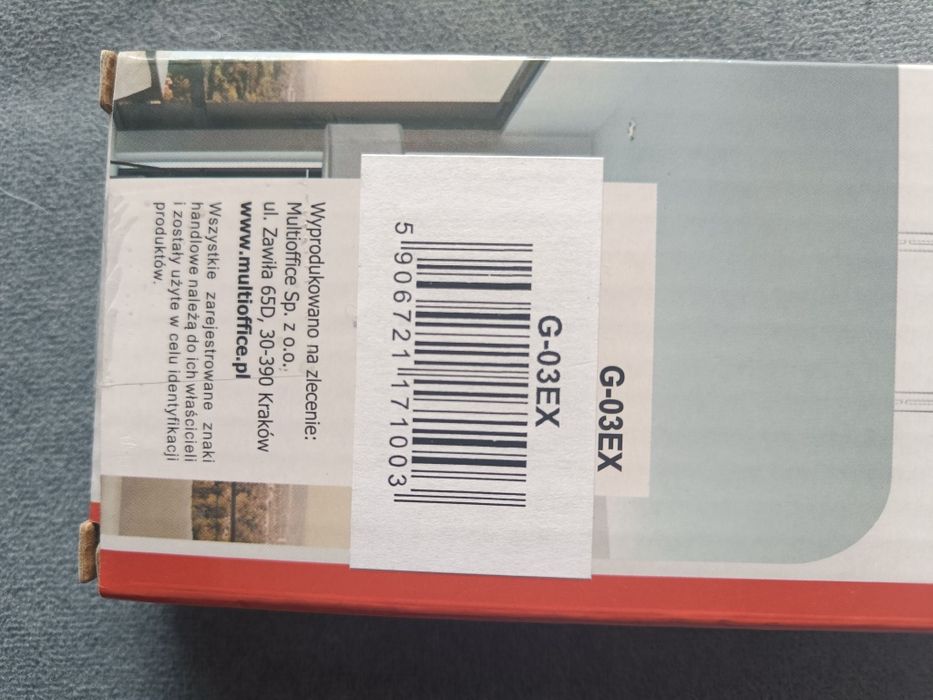 G-03EX
G-03EX
5 906721 171003
Wyprodukowano na zlecenie:
Multioffice Sp. z o.o.,
ul. Zawiła 65D, 30-390 Kraków
www.multioffice.pl
Wszystkie zarejestrowane znaki
handlowe należą do ich właścicieli
i zostały użyte w celu identyfikacji
produktów.